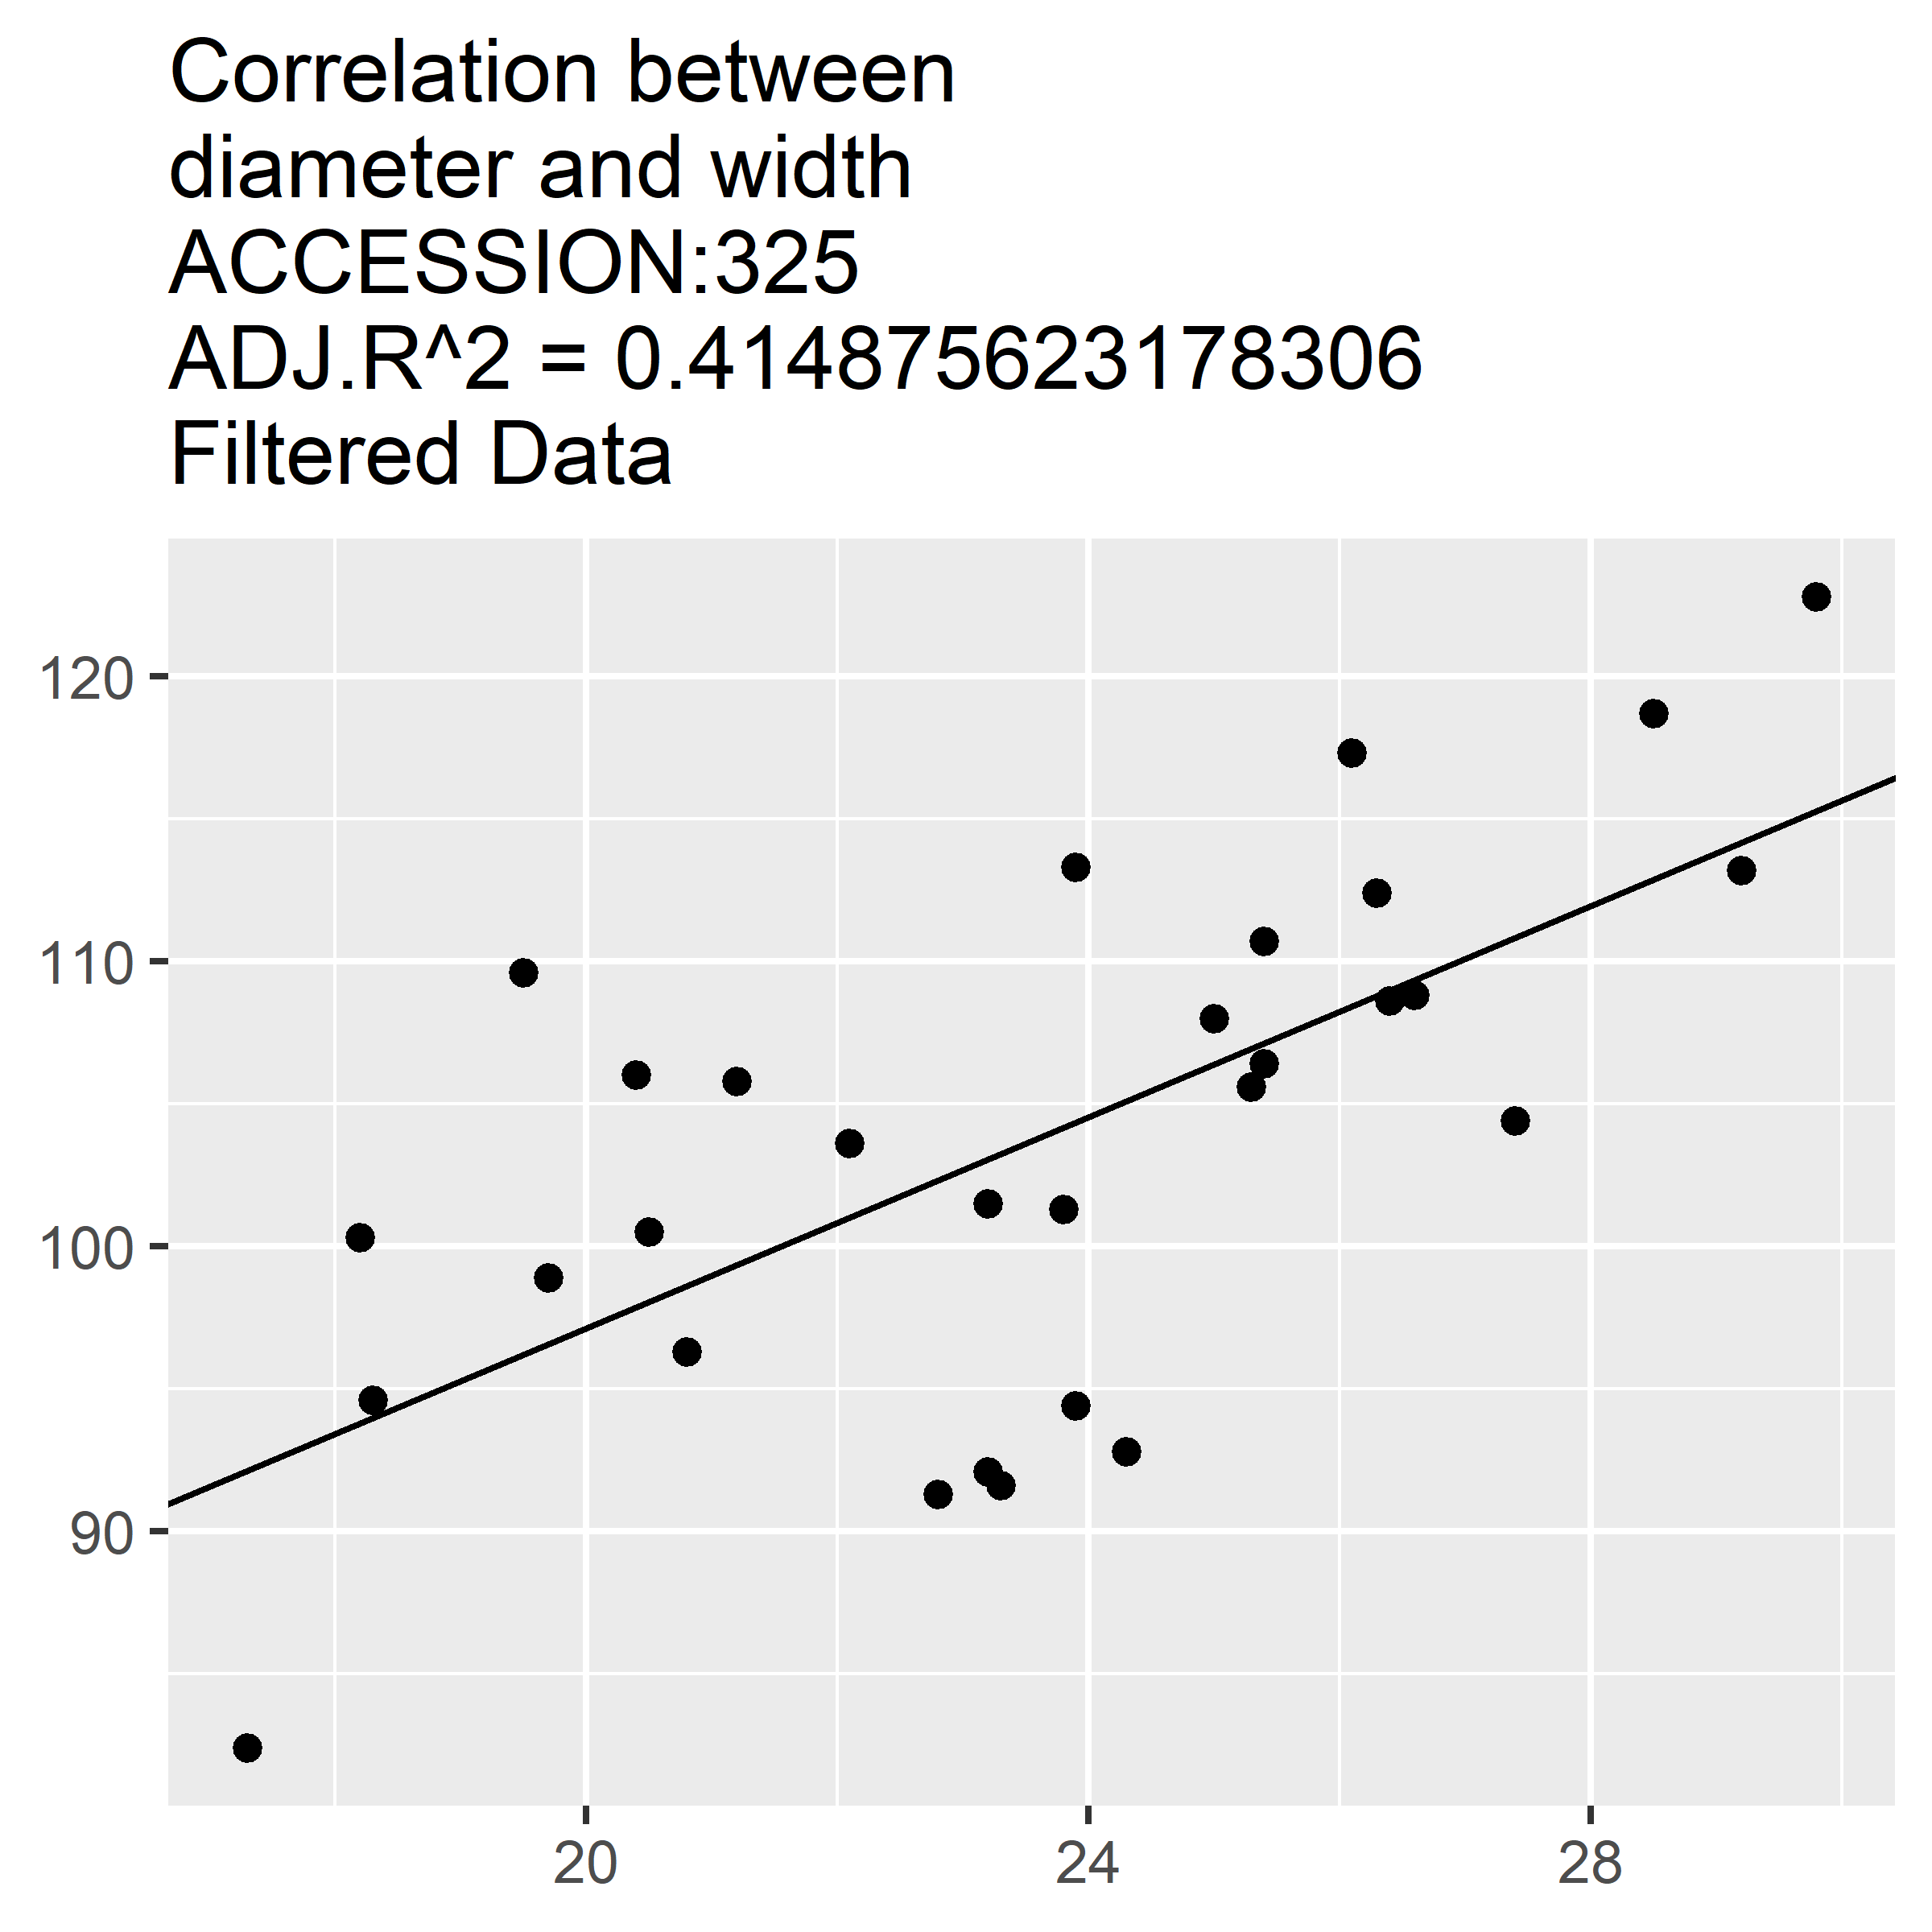 Correlation between
diameter and width
ACCESSION:325
ADJ.R^2 = 0.414875623178306
Filtered Data
120
110
100
90
20 24 28